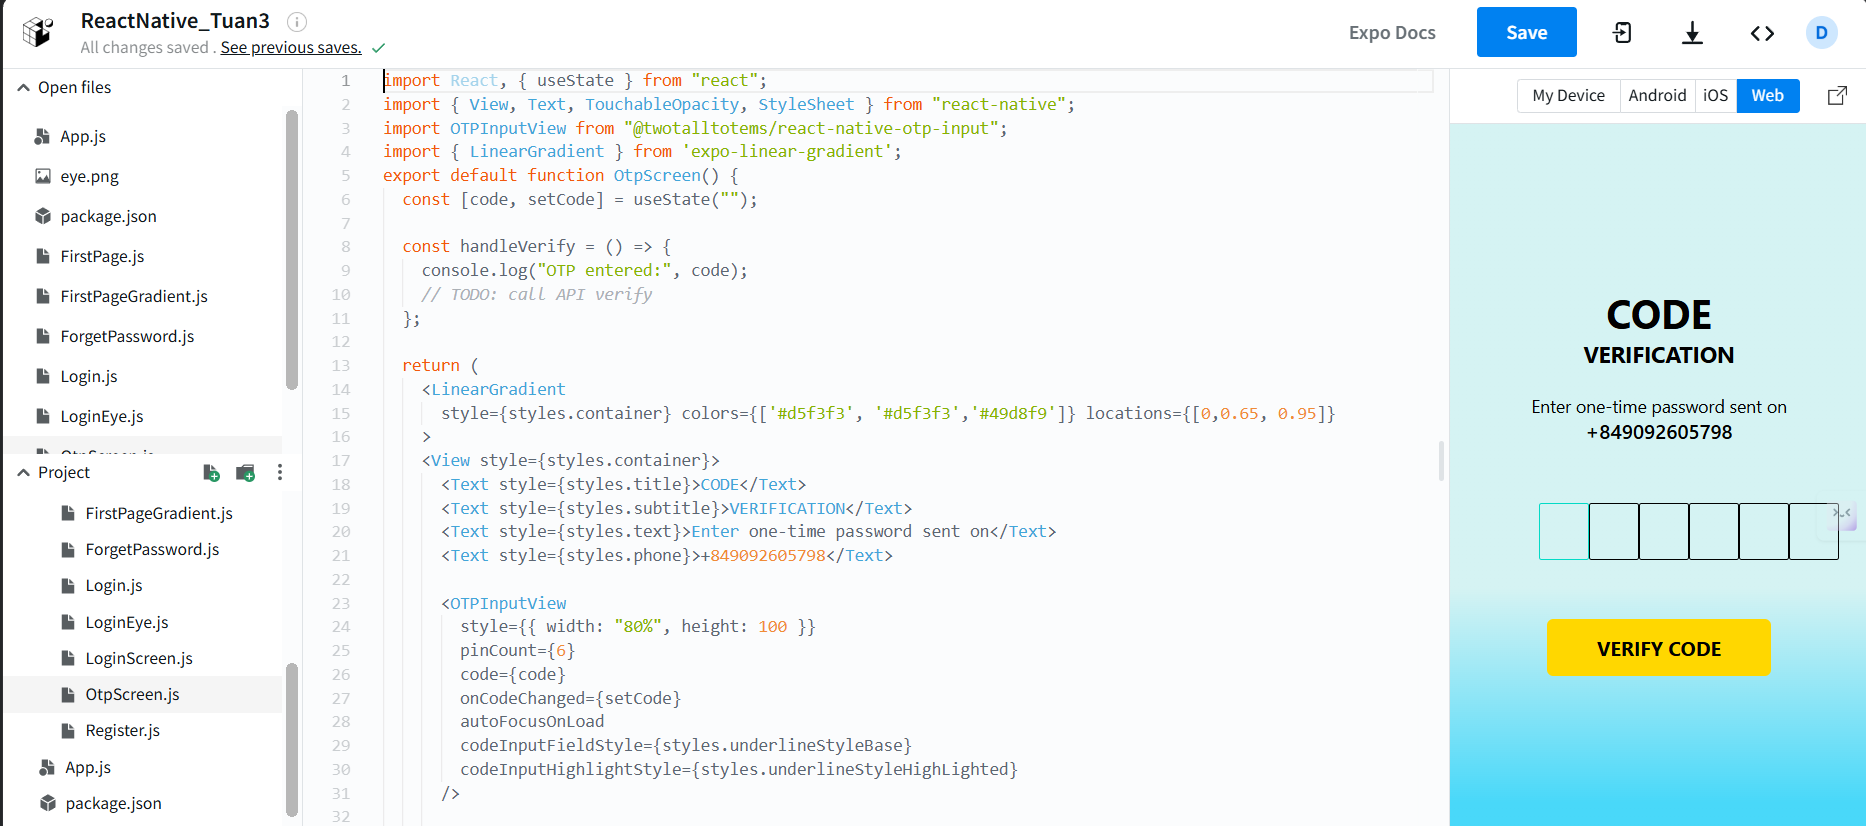 ReactNative_Tuan3
All changes saved . See previous saves.
Expo Docs
Save
D
Open files
App.js
eye.png
package.json
FirstPage.js
FirstPageGradient.js
ForgetPassword.js
Login.js
LoginEye.js
OtpScreen.js
Project
FirstPageGradient.js
ForgetPassword.js
Login.js
LoginEye.js
LoginScreen.js
OtpScreen.js
Register.js
App.js
package.json
1 import React, { useState } from "react";
2 import { View, Text, TouchableOpacity, StyleSheet } from "react-native";
3 import OTPInputView from "@twotalltotems/react-native-otp-input";
4 import { LinearGradient } from 'expo-linear-gradient';
5 export default function OtpScreen() {
6 const [code, setCode] = useState("");
7
8 const handleVerify = () => {
9 console.log("OTP entered:", code);
10 // TODO: call API verify
11 };
12
13 return (
14 <LinearGradient
15 style={styles.container} colors={['#d5f3f3', '#d5f3f3','#49d8f9']} locations={[0,0.65, 0.95]}
16 >
17 <View style={styles.container}>
18 <Text style={styles.title}>CODE</Text>
19 <Text style={styles.subtitle}>VERIFICATION</Text>
20 <Text style={styles.text}>Enter one-time password sent on</Text>
21 <Text style={styles.phone}>+849092605798</Text>
22
23 <OTPInputView
24 style={{ width: "80%", height: 100 }}
25 pinCount={6}
26 code={code}
27 onCodeChanged={setCode}
28 autoFocusOnLoad
29 codeInputFieldStyle={styles.underlineStyleBase}
30 codeInputHighlightStyle={styles.underlineStyleHighLighted}
31 />
32
My Device
Android
iOS
Web
CODE
VERIFICATION
Enter one-time password sent on
+849092605798
VERIFY CODE